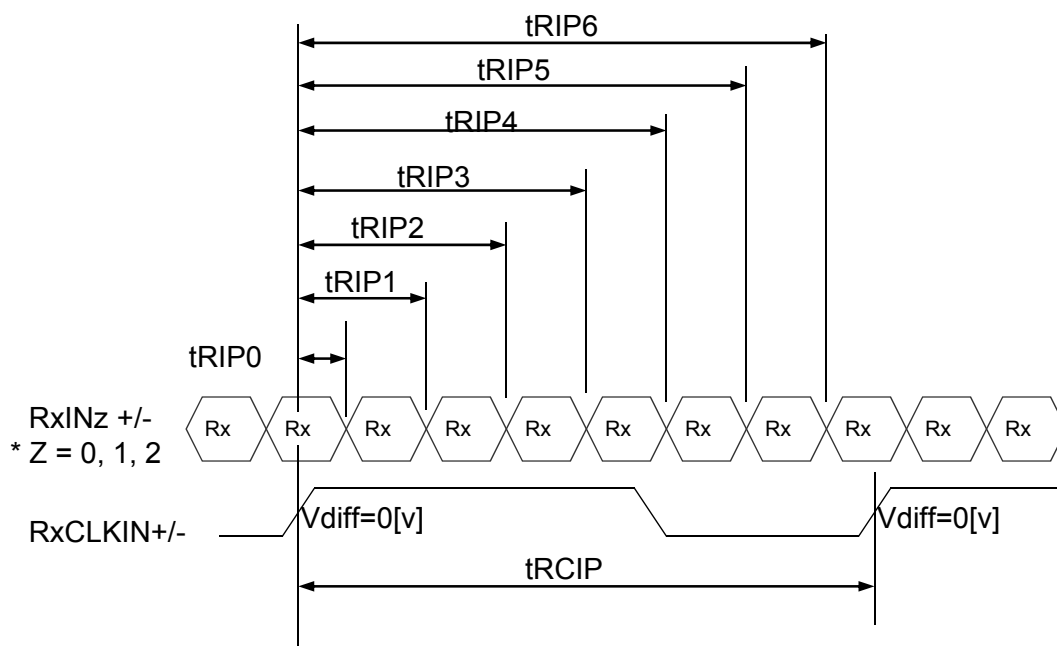 tRIP6
tRIP5
tRIP4
tRIP3
tRIP2
tRIP1
tRIP0
RxINz +/-
* Z = 0, 1, 2
Rx Rx Rx Rx Rx Rx Rx Rx Rx Rx Rx
RxCLKIN+/-
Vdiff=0[v] Vdiff=0[v]
tRCIP